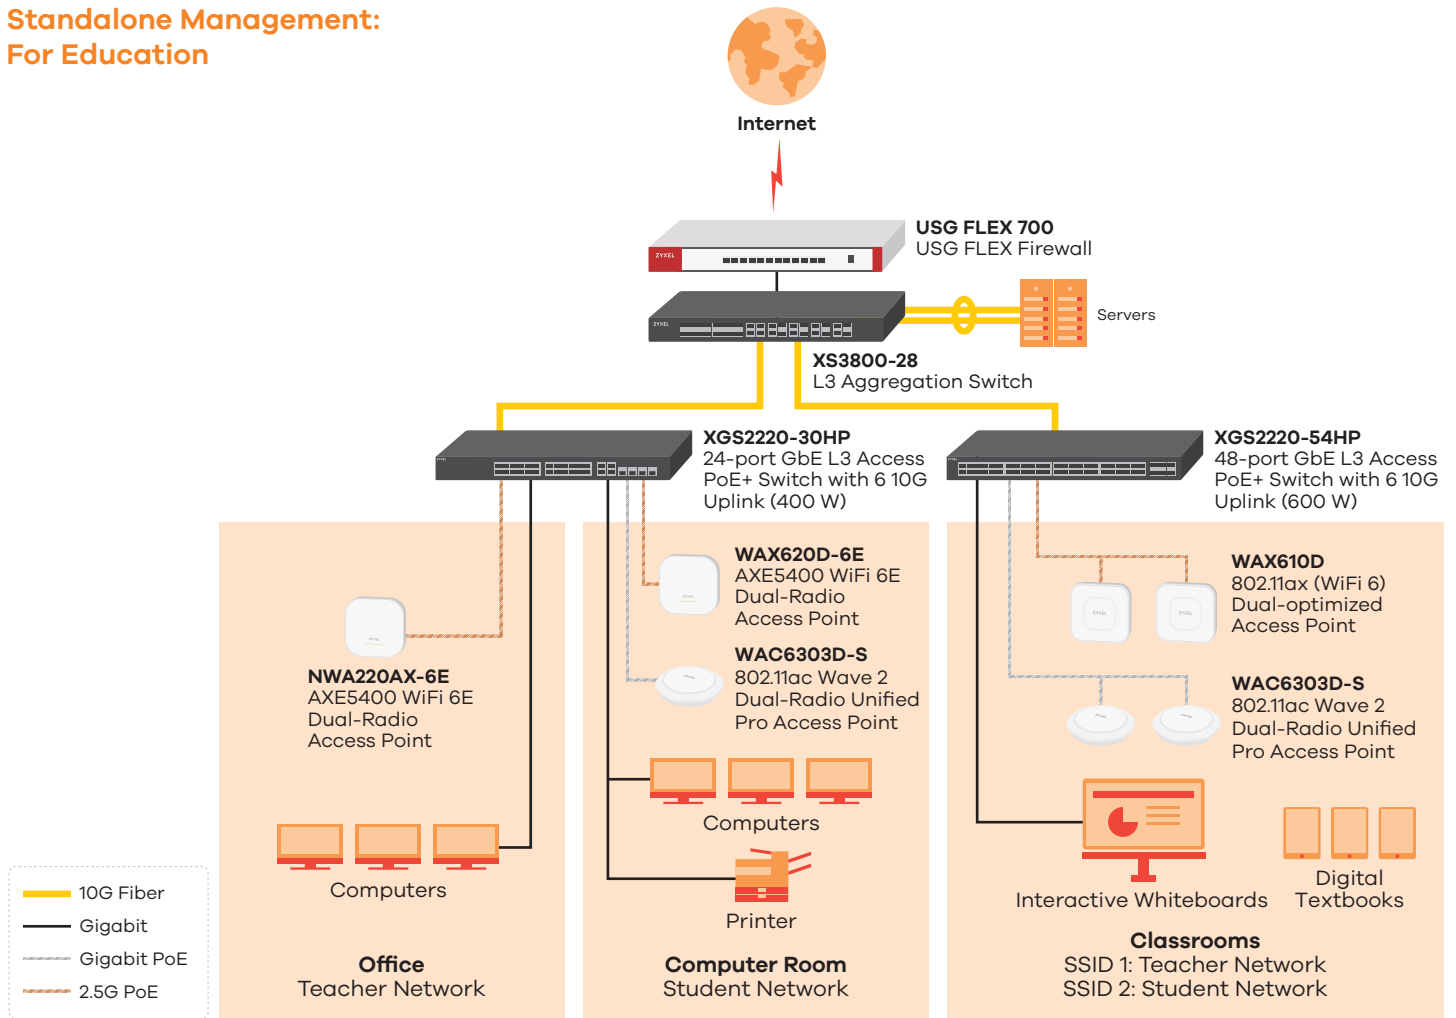 Standalone Management:
For Education
Internet
ZYXEL
USG FLEX 700
USG FLEX Firewall
ZYXEL
Servers
XS3800-28
L3 Aggregation Switch
XGS2220-30HP
24-port GbE L3 Access
PoE+ Switch with 6 10G
Uplink (400 W)
XGS2220-54HP
48-port GbE L3 Access
PoE+ Switch with 6 10G
Uplink (600 W)
NWA220AX-6E
AXE5400 WiFi 6E
Dual-Radio
Access Point
Computers
Office
Teacher Network
WAX620D-6E
AXE5400 WiFi 6E
Dual-Radio
Access Point
WAC6303D-S
802.11ac Wave 2
Dual-Radio Unified
Pro Access Point
Computers
Printer
Computer Room
Student Network
ZYXEL
ZYXEL
WAX610D
802.11ax (WiFi 6)
Dual-optimized
Access Point
WAC6303D-S
802.11ac Wave 2
Dual-Radio Unified
Pro Access Point
Interactive Whiteboards
Digital
Textbooks
Classrooms
SSID 1: Teacher Network
SSID 2: Student Network
10G Fiber
Gigabit
Gigabit PoE
2.5G PoE